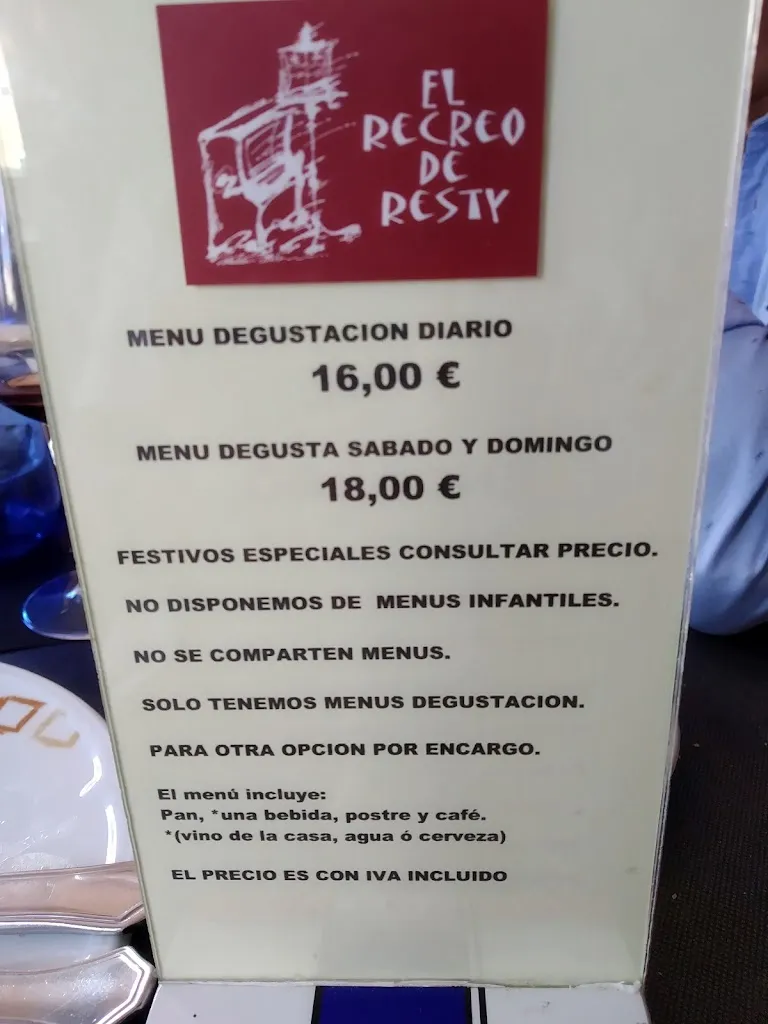 EL
RECREO
DE
RESTY
MENU DEGUSTACION DIARIO
16,00 €
MENU DEGUSTA SABADO Y DOMINGO
18,00 €
FESTIVOS ESPECIALES CONSULTAR PRECIO.
NO DISPONEMOS DE MENUS INFANTILES.
NO SE COMPARTEN MENUS.
SOLO TENEMOS MENUS DEGUSTACION.
PARA OTRA OPCION POR ENCARGO.
El menú incluye:
Pan, *una bebida, postre y café.
*(vino de la casa, agua ó cerveza)
EL PRECIO ES CON IVA INCLUIDO